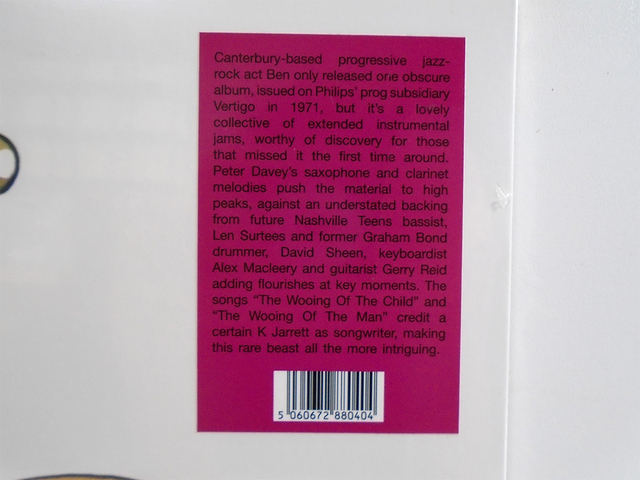 Canterbury-based progressive jazz-
rock act Ben only released one obscure
album, issued on Philips' prog subsidiary
Vertigo in 1971, but it's a lovely
collective of extended instrumental
jams, worthy of discovery for those
that missed it the first time around.
Peter Davey's saxophone and clarinet
melodies push the material to high
peaks, against an understated backing
from future Nashville Teens bassist,
Len Surtees and former Graham Bond
drummer, David Sheen, keyboardist
Alex Macleery and guitarist Gerry Reid
adding flourishes at key moments. The
songs "The Wooing Of The Child" and
"The Wooing Of The Man" credit a
certain K Jarrett as songwriter, making
this rare beast all the more intriguing.
5 060672 880404